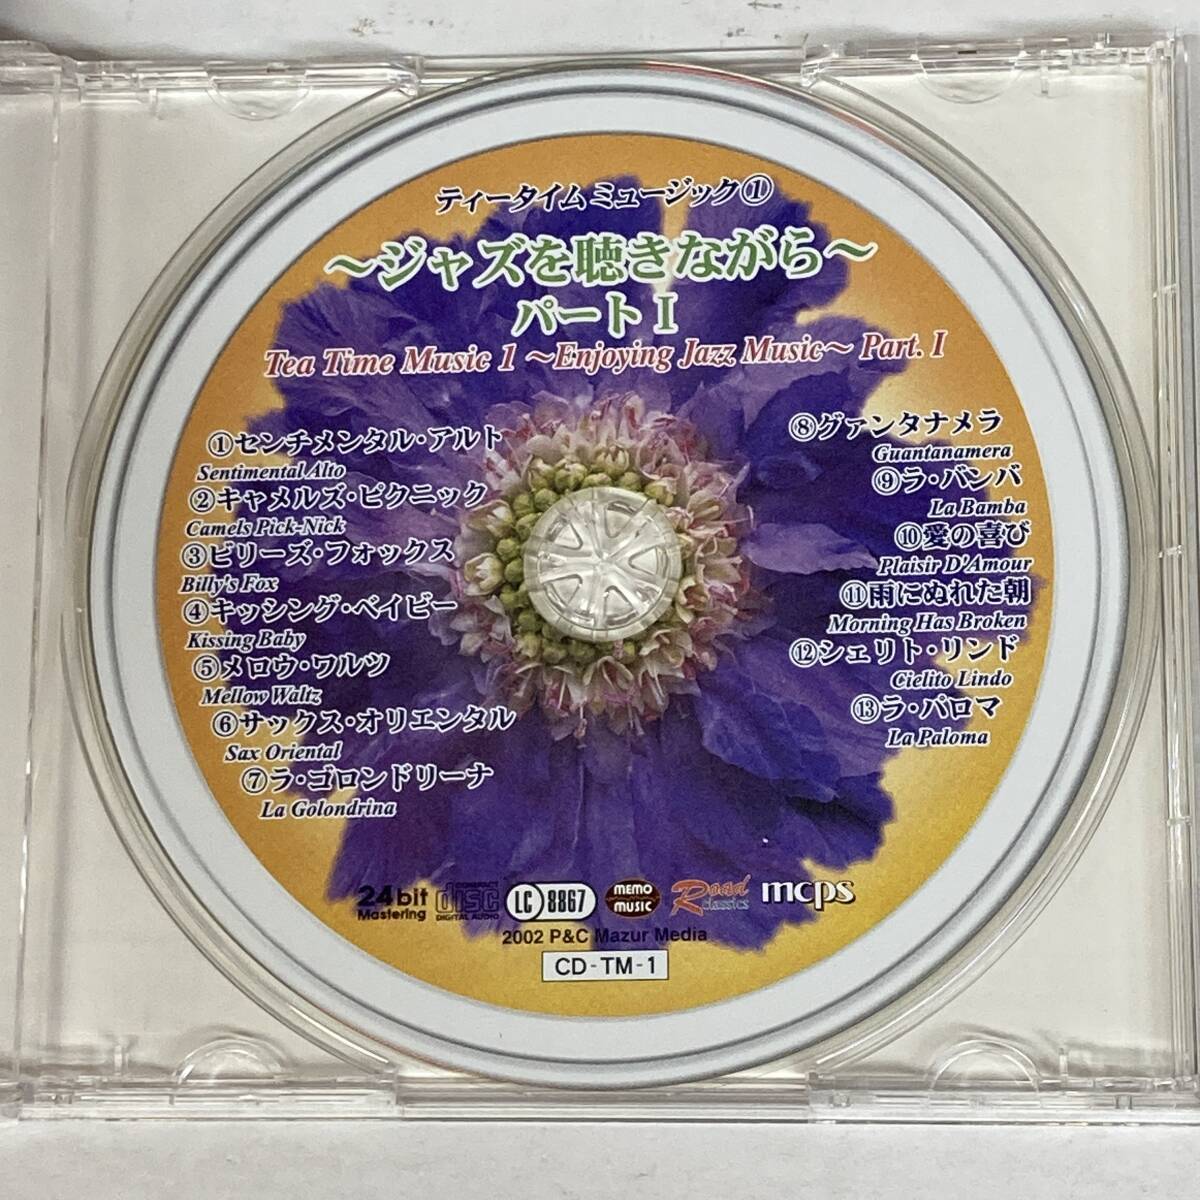 ティータイムミュージック①
～ジャズを聴きながら～
パートⅠ
Tea Time Music 1 ～Enjoying Jazz Music～ Part. I
①センチメンタル・アルト
Sentimental Alto
②キャメルズ・ピクニック
Camels Pick-Nick
③ビリーズ・フォックス
Billy's Fox
④キッシング・ベイビー
Kissing Baby
⑤メロウ・ワルツ
Mellow Waltz
⑥サックス・オリエンタル
Sax Oriental
⑦ラ・ゴロンドリーナ
La Golondrina
⑧グァンタナメラ
Guantanamera
⑨ラ・バンバ
La Bamba
⑩愛の喜び
Plaisir D'Amour
⑪雨にぬれた朝
Morning Has Broken
⑫シェリト・リンド
Cielito Lindo
⑬ラ・パロマ
La Paloma
24bit
Mastering
COMPACT
disc
DIGITAL AUDIO
LC 8867
MEMO
MUSIC
Road
classics
mcps
2002 P&C Mazur Media
CD-TM-1